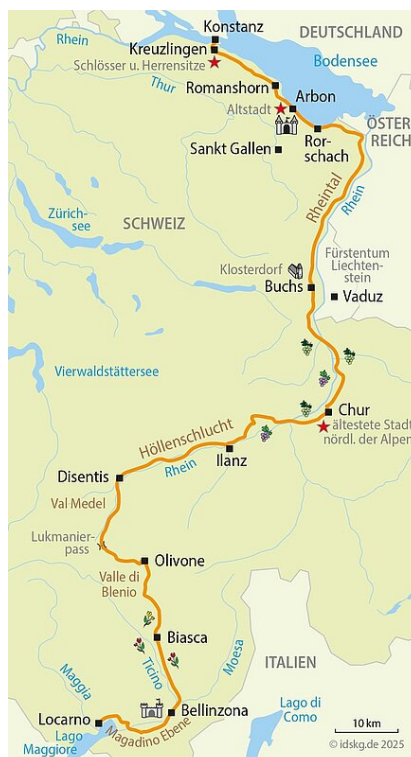 Konstanz
DEUTSCHLAND
Rhein
Kreuzlingen
Bodensee
Schlösser u. Herrensitze
Thur
Romanshorn
Arbon
Altstadt
ÖSTER
REICH
Ror-
schach
Sankt Gallen
Rheintal
Rhein
Zürich-
see
SCHWEIZ
Fürstentum
Liechten-
stein
Klosterdorf
Buchs
Vaduz
Vierwaldstättersee
Chur
ältestete Stadt
nördl. der Alpen
Höllenschlucht
Rhein
Ilanz
Disentis
Val Medel
Lukmanier-
pass
Olivone
Valle di
Blenio
Biasca
Ticino
Moesa
ITALIEN
Maggia
Bellinzona
Lago di
Como
Locarno
Magadino Ebene
Lago
Maggiore
10 km
© idskg.de 2025